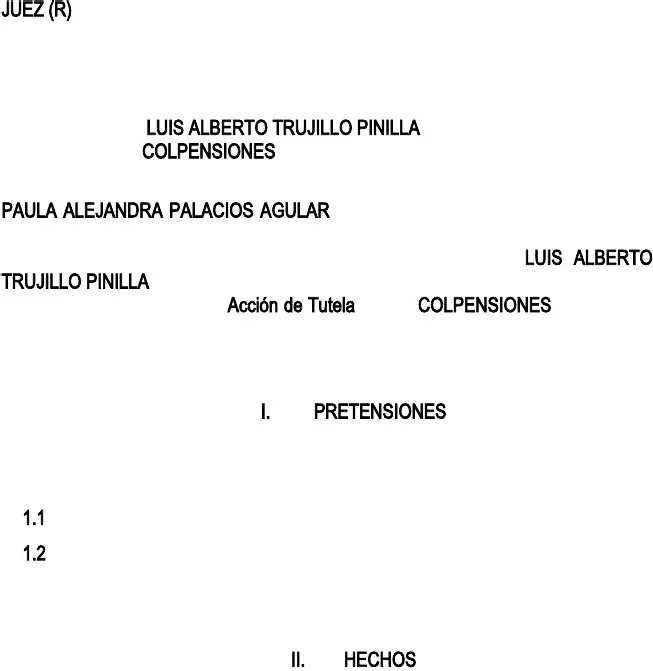 JUEZ (R)
LUIS ALBERTO TRUJILLO PINILLA
COLPENSIONES
PAULA ALEJANDRA PALACIOS AGULAR
LUIS ALBERTO
TRUJILLO PINILLA
Acción de Tutela COLPENSIONES
I. PRETENSIONES
1.1
1.2
II. HECHOS